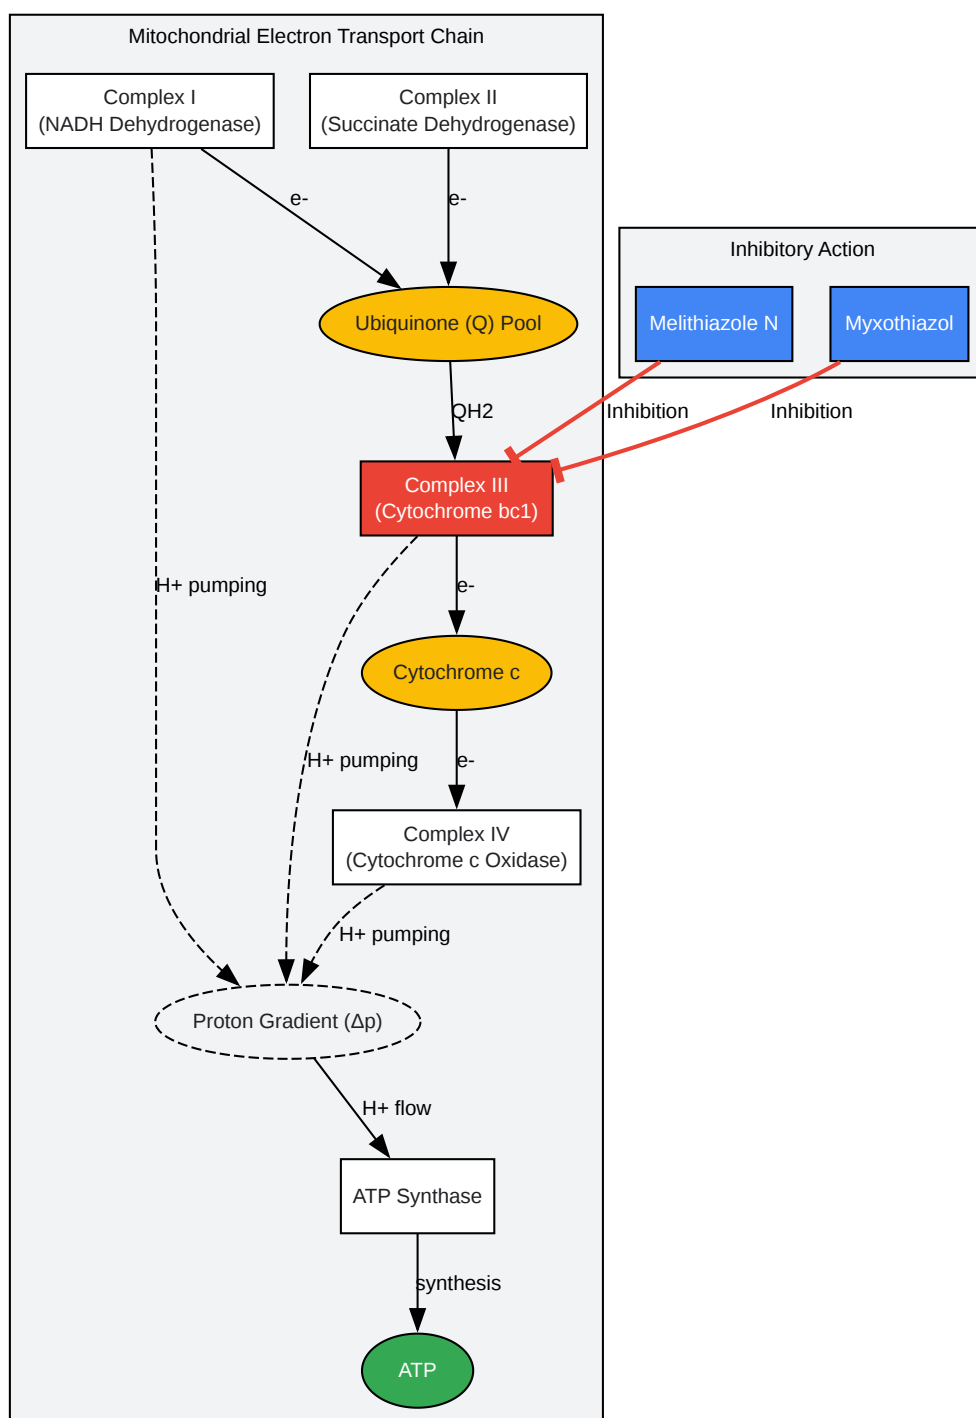 Mitochondrial Electron Transport Chain
Complex I
(NADH Dehydrogenase)
Complex II
(Succinate Dehydrogenase)
e-
e-
Inhibitory Action
Melithiazole N
Myxothiazol
Ubiquinone (Q) Pool
QH2
Inhibition
Inhibition
Complex III
(Cytochrome bc1)
H+ pumping
e-
Cytochrome c
H+ pumping
e-
Complex IV
(Cytochrome c Oxidase)
H+ pumping
Proton Gradient (Δp)
H+ flow
ATP Synthase
synthesis
ATP